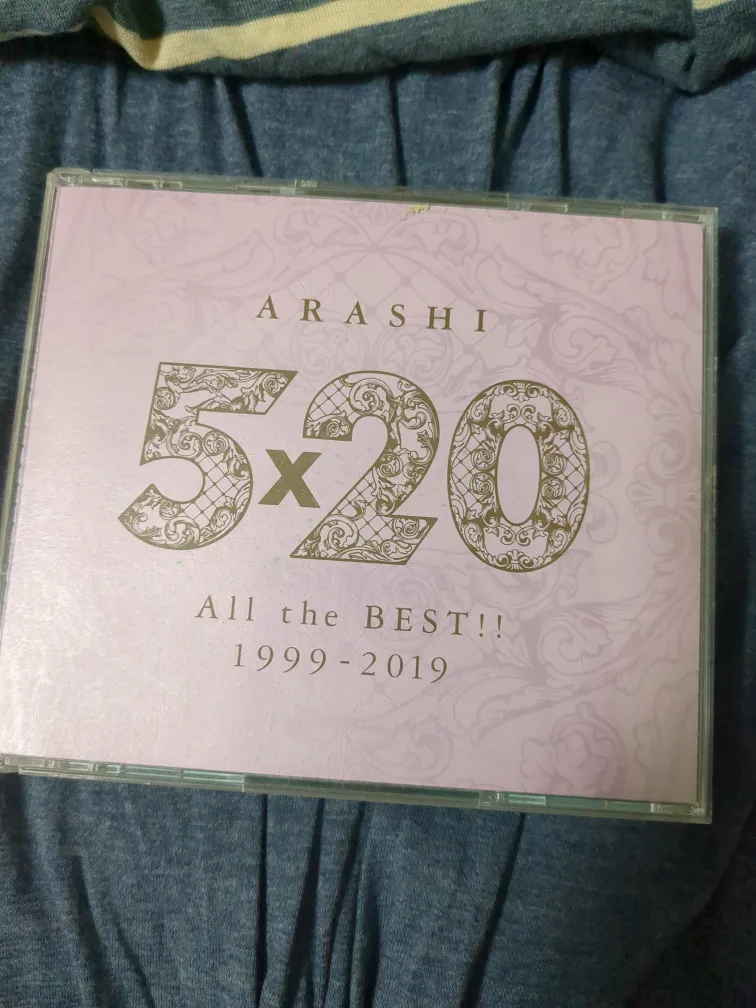 ARASHI
5x20
All the BEST!!
1999-2019